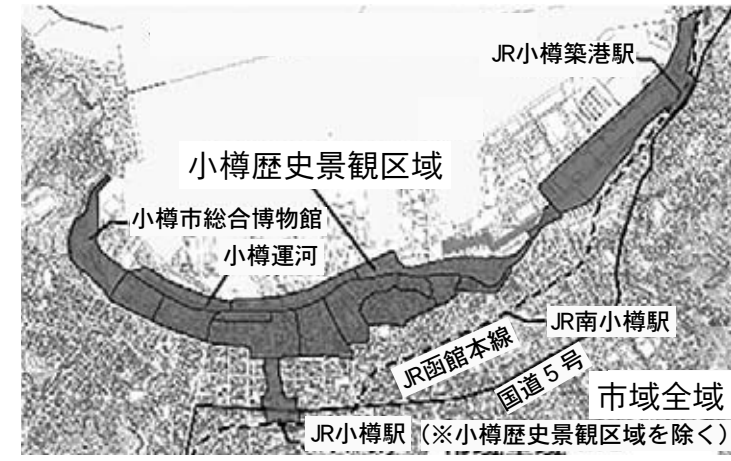 JR小樽築港駅
小樽歴史景観区域
小樽市総合博物館
小樽運河
JR南小樽駅
JR函館本線
国道5号
市域全域
JR小樽駅（※小樽歴史景観区域を除く）